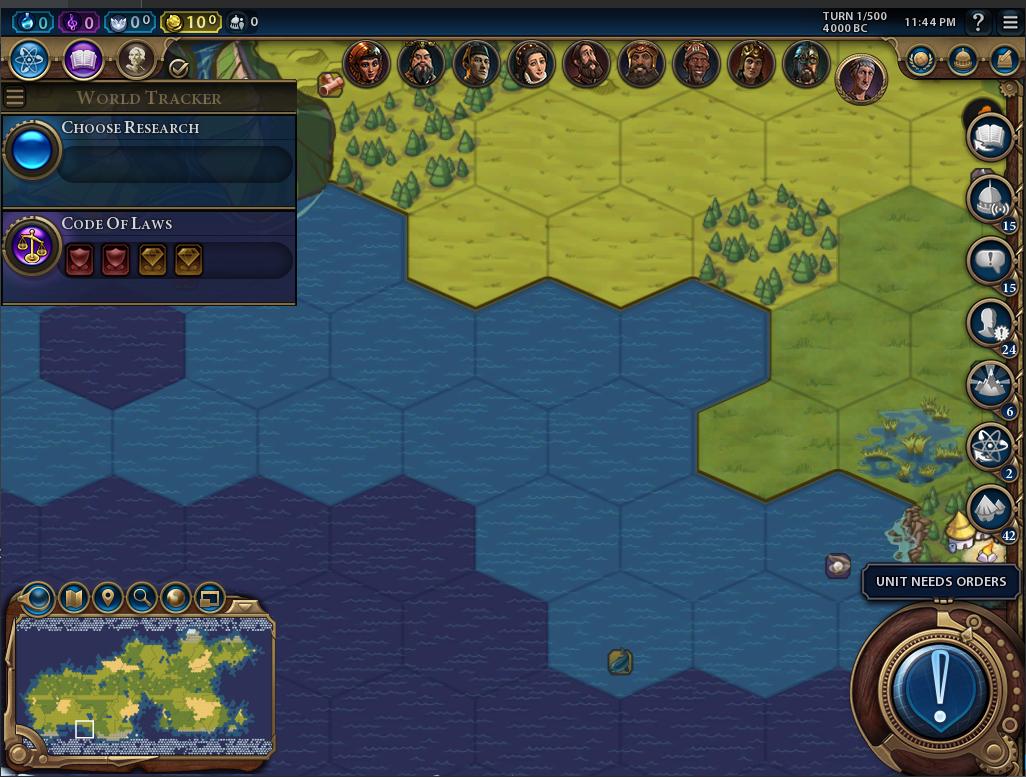 0 0 0⁰ 10⁰ 0
TURN 1/500
4000 BC
11:44 PM
?
WORLD TRACKER
CHOOSE RESEARCH
CODE OF LAWS
15
15
24
6
2
42
UNIT NEEDS ORDERS